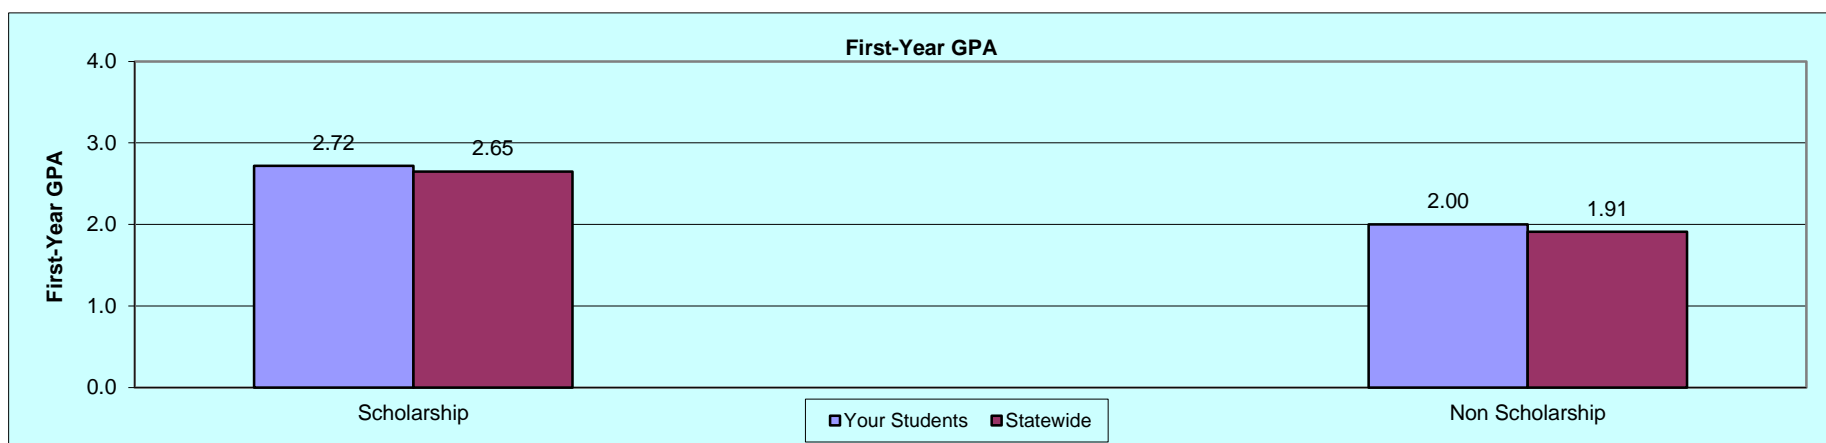 First-Year GPA
First-Year GPA
4.0
3.0
2.0
1.0
0.0
2.72
2.65
2.00
1.91
Scholarship
Non Scholarship
Your Students
Statewide